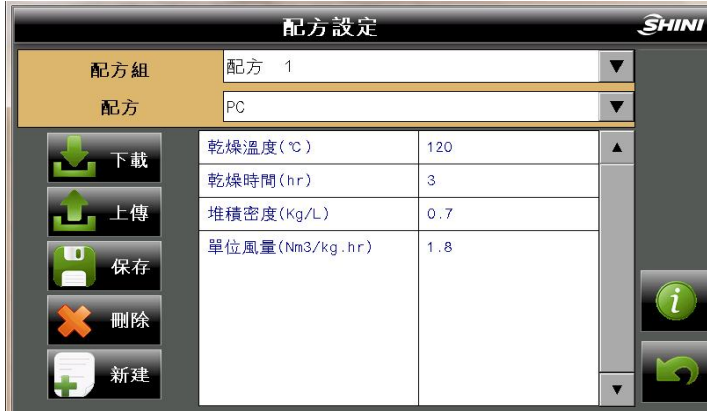 配方設定
SHINI
配方組
配方 1
配方
PC
下載
上傳
保存
刪除
新建
乾燥溫度(℃) 120
乾燥時間(hr) 3
堆積密度(Kg/L) 0.7
單位風量(Nm3/kg.hr) 1.8
i